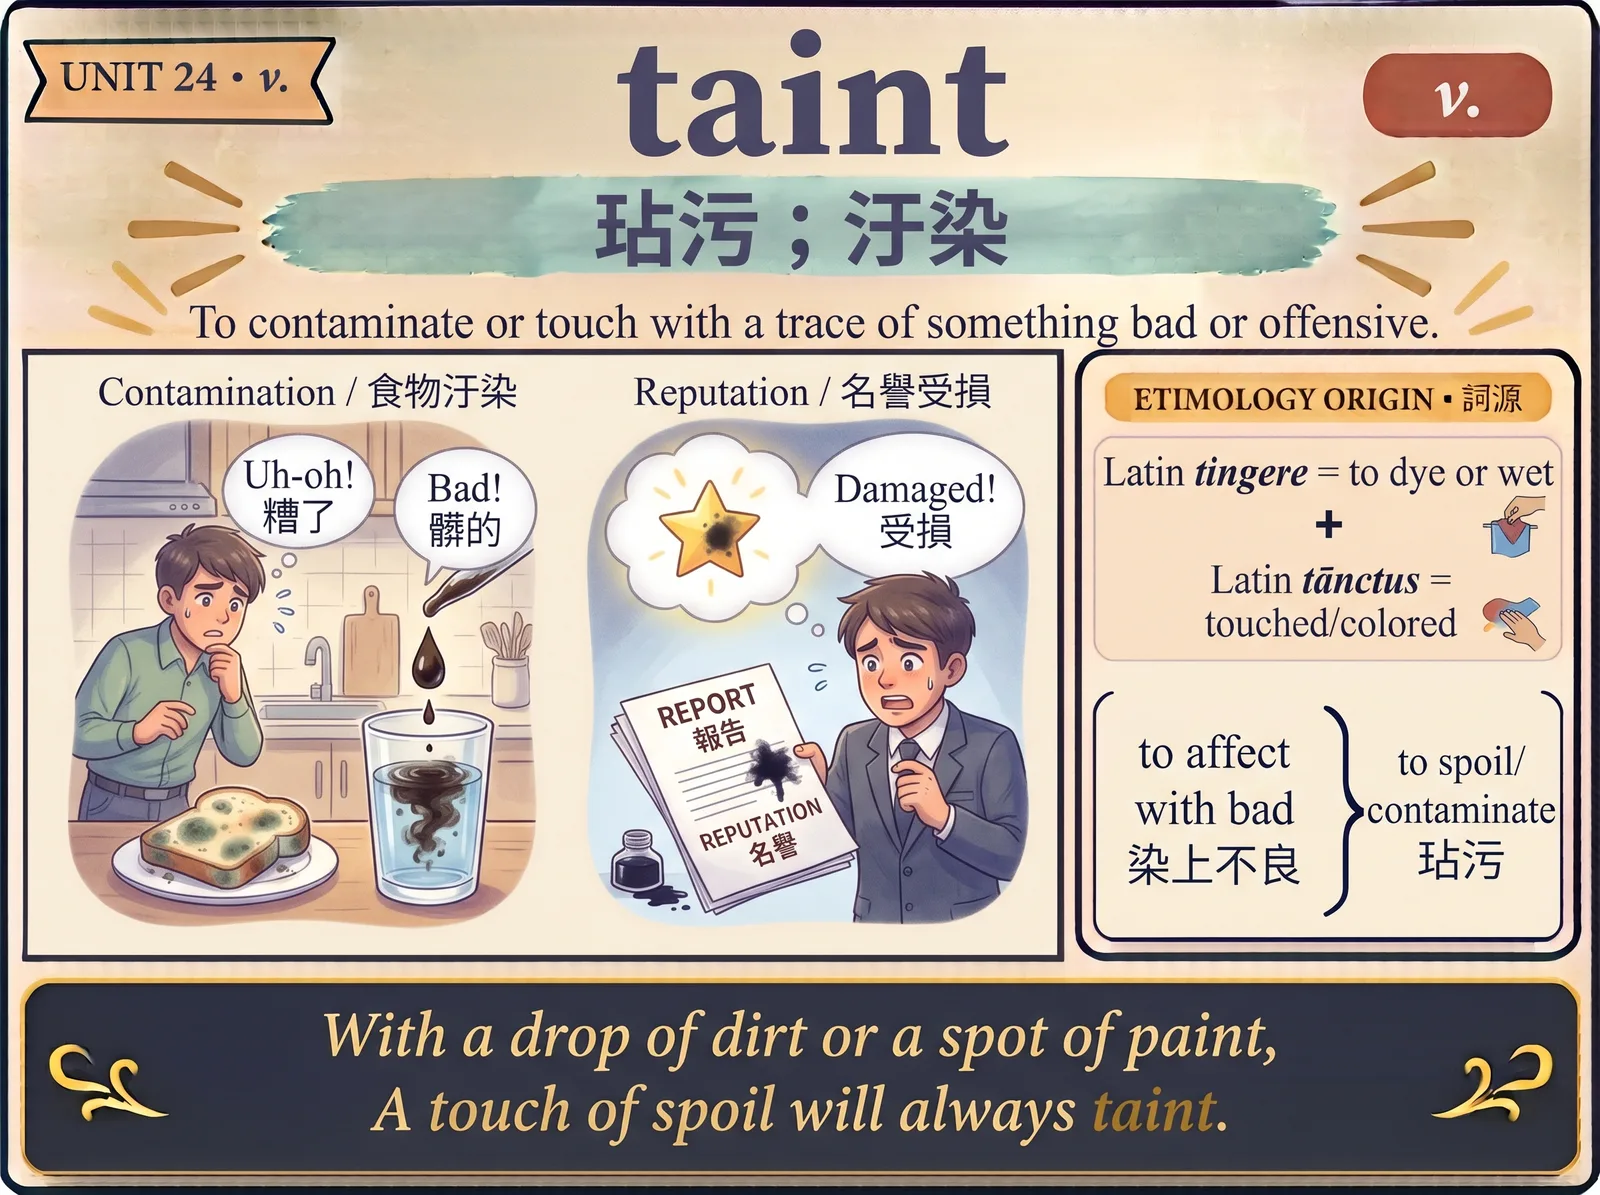 UNIT 24 • v.
taint
v.
玷污；汙染
To contaminate or touch with a trace of something bad or offensive.
Contamination / 食物汙染
Uh-oh!
糟了
Bad!
髒的
Reputation / 名譽受損
Damaged!
受損
REPORT
報告
REPUTATION
名譽
ETIMOLOGY ORIGIN ▪ 詞源
Latin tingere = to dye or wet
+
Latin tānctus =
touched/colored
to affect
with bad
染上不良
to spoil/
contaminate
玷污
With a drop of dirt or a spot of paint,
A touch of spoil will always taint.